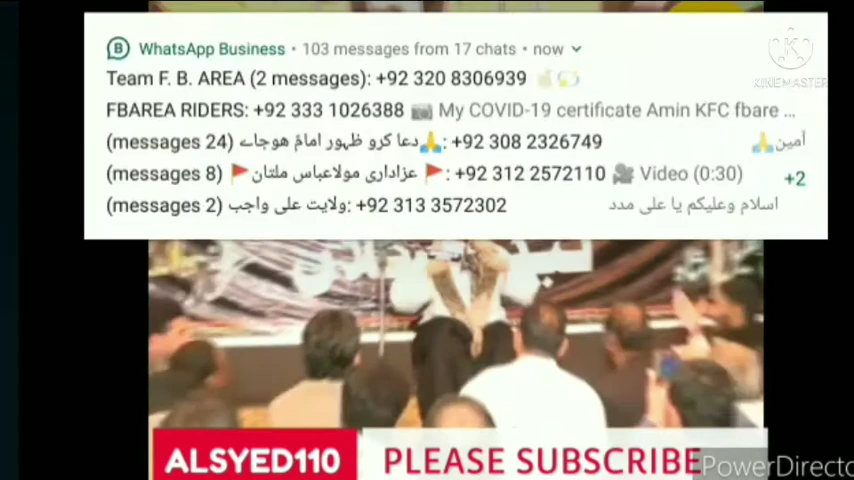 WhatsApp Business • 103 messages from 17 chats • now
Team F. B. AREA (2 messages): +92 320 8306939
FBAREA RIDERS: +92 333 1026388 📷 My COVID-19 certificate Amin KFC fbare ...
(messages 24) دعا کرو ظہور امامؑ ھوجاے🙏: +92 308 2326749 آمین🙏
(messages 8) 🚩 عزاداری مولاعباس ملتان 🚩: +92 312 2572110 🎥 Video (0:30)
+2
(messages 2) ولایت علی واجب: +92 313 3572302 اسلام وعلیکم یا علی مدد
KINEMASTER
ALSYED110 PLEASE SUBSCRIBE
PowerDirecto